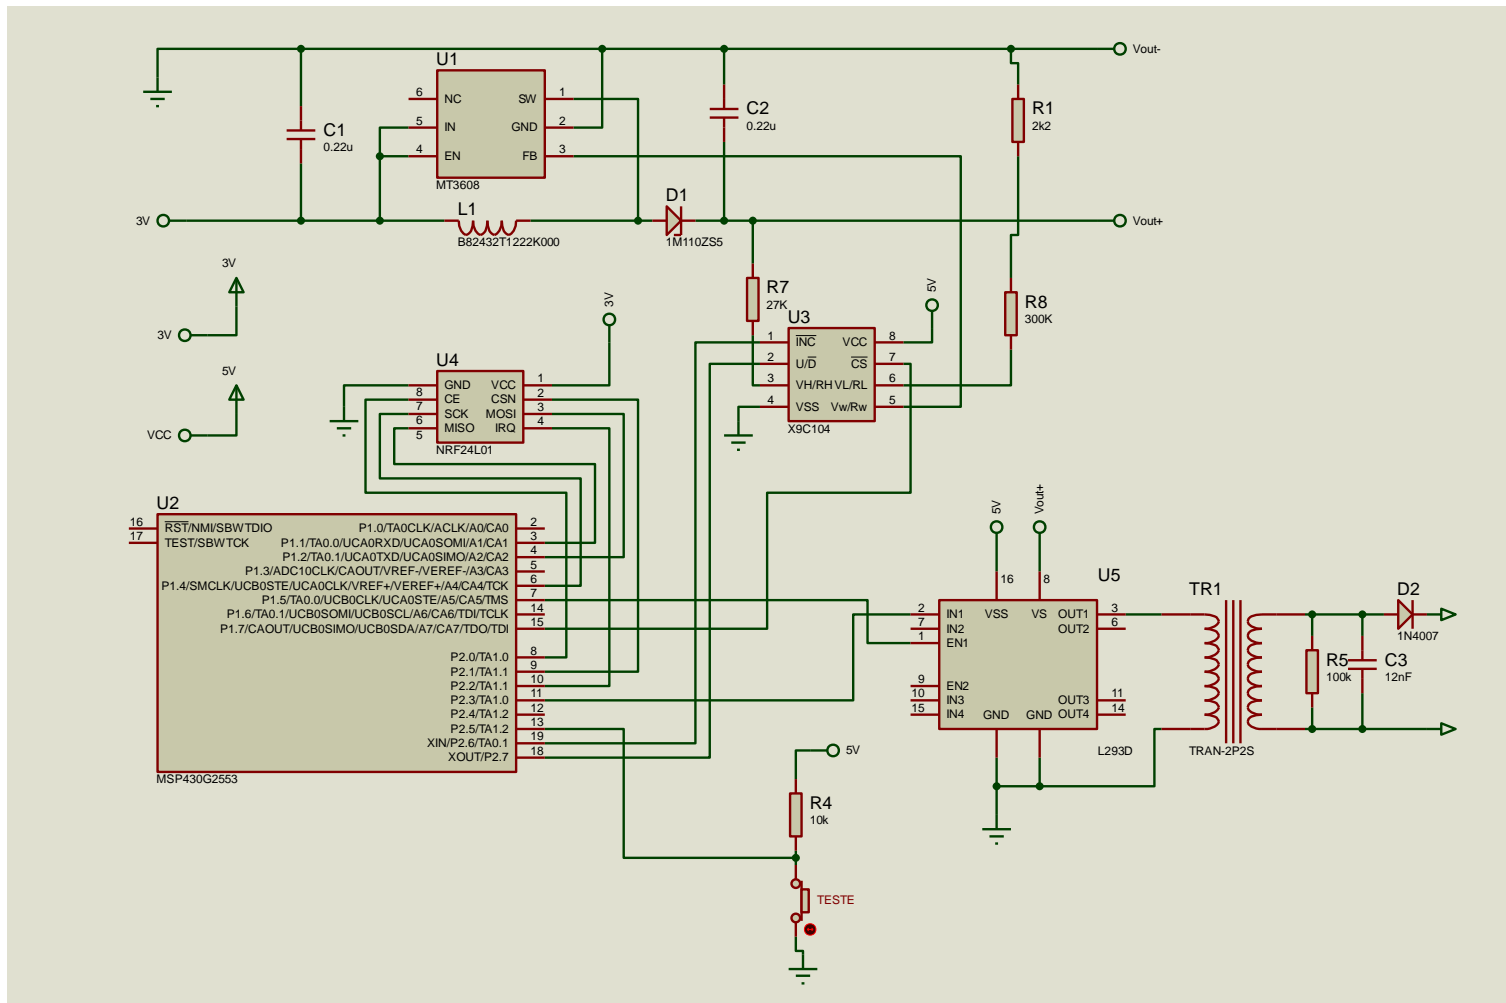 Vout-
U1
6 NC SW 1
5 IN GND 2
4 EN FB 3
MT3608
C1
0.22u
C2
0.22u
R1
2k2
3V
L1
B82432T1222K000
D1
1M110ZS5
Vout+
3V
3V
5V
VCC
3V
R7
27K
5V
R8
300K
U3
1 INC VCC 8
2 U/D CS 7
3 VH/RH VL/RL 6
4 VSS Vw/Rw 5
X9C104
U4
GND VCC 1
8 CE CSN 2
7 SCK MOSI 3
6 MISO IRQ 4
5
NRF24L01
U2
16 RST/NMI/SBWTDIO P1.0/TA0CLK/ACLK/A0/CA0 2
17 TEST/SBWTCK P1.1/TA0.0/UCA0RXD/UCA0SOMI/A1/CA1 3
P1.2/TA0.1/UCA0TXD/UCA0SIMO/A2/CA2 4
P1.3/ADC10CLK/CAOUT/VREF-/VEREF-/A3/CA3 5
P1.4/SMCLK/UCB0STE/UCA0CLK/VREF+/VEREF+/A4/CA4/TCK 6
P1.5/TA0.0/UCB0CLK/UCA0STE/A5/CA5/TMS 7
P1.6/TA0.1/UCB0SOMI/UCB0SCL/A6/CA6/TDI/TCLK 14
P1.7/CAOUT/UCB0SIMO/UCB0SDA/A7/CA7/TDO/TDI 15
P2.0/TA1.0 8
P2.1/TA1.1 9
P2.2/TA1.1 10
P2.3/TA1.0 11
P2.4/TA1.2 12
P2.5/TA1.2 13
XIN/P2.6/TA0.1 19
XOUT/P2.7 18
MSP430G2553
5V
Vout+
16
8
U5
2 IN1 VSS VS OUT1 3
7 IN2 OUT2 6
1 EN1
9 EN2
10 IN3 OUT3 11
15 IN4 GND GND OUT4 14
L293D
TR1
TRAN-2P2S
D2
1N4007
R5
100k
C3
12nF
5V
R4
10k
TESTE